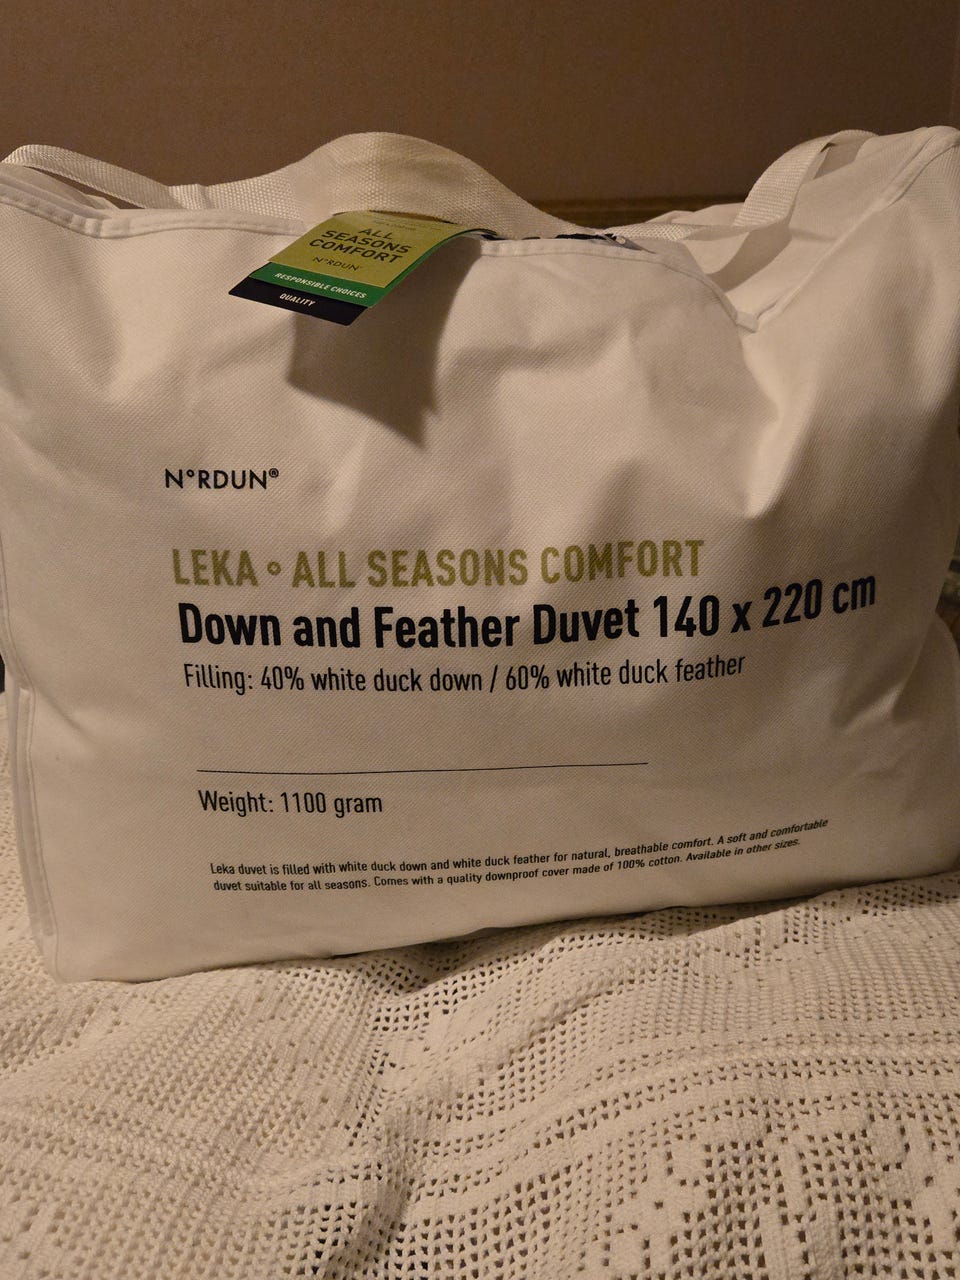 ALL
SEASONS
COMFORT
N°RDUN
RESPONSIBLE CHOICES
QUALITY
N°RDUN®
LEKA ° ALL SEASONS COMFORT
Down and Feather Duvet 140 x 220 cm
Filling: 40% white duck down / 60% white duck feather
Weight: 1100 gram
Leka duvet is filled with white duck down and white duck feather for natural, breathable comfort. A soft and comfortable
duvet suitable for all seasons. Comes with a quality downproof cover made of 100% cotton. Available in other sizes.